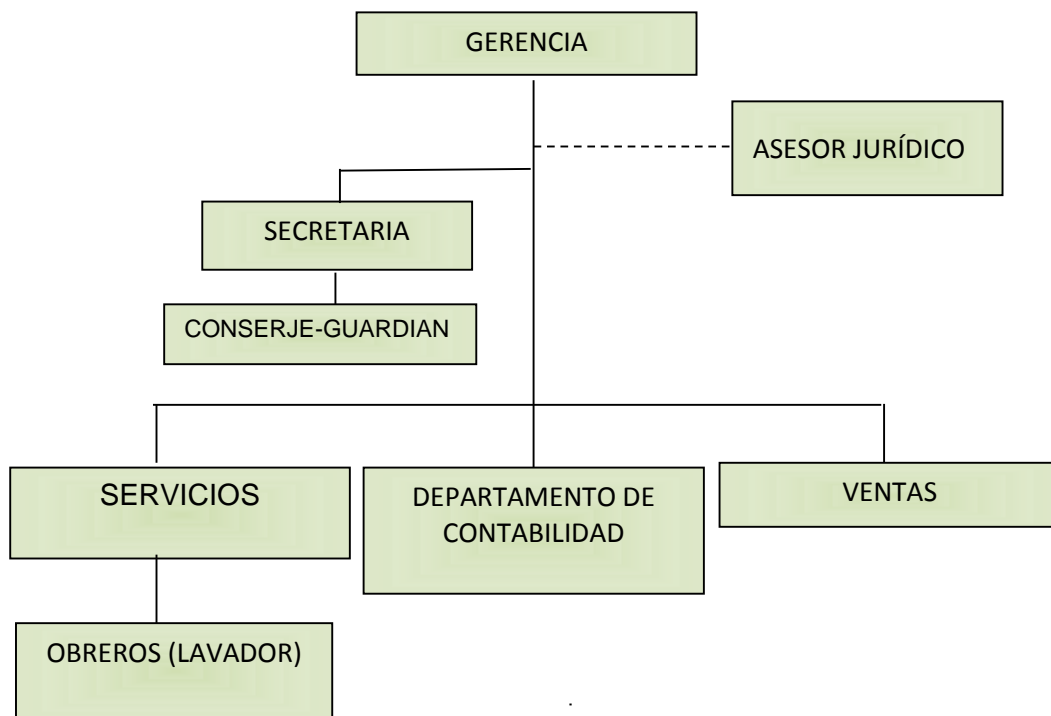 GERENCIA
ASESOR JURÍDICO
SECRETARIA
CONSERJE-GUARDIAN
SERVICIOS
DEPARTAMENTO DE
CONTABILIDAD
VENTAS
OBREROS (LAVADOR)
.